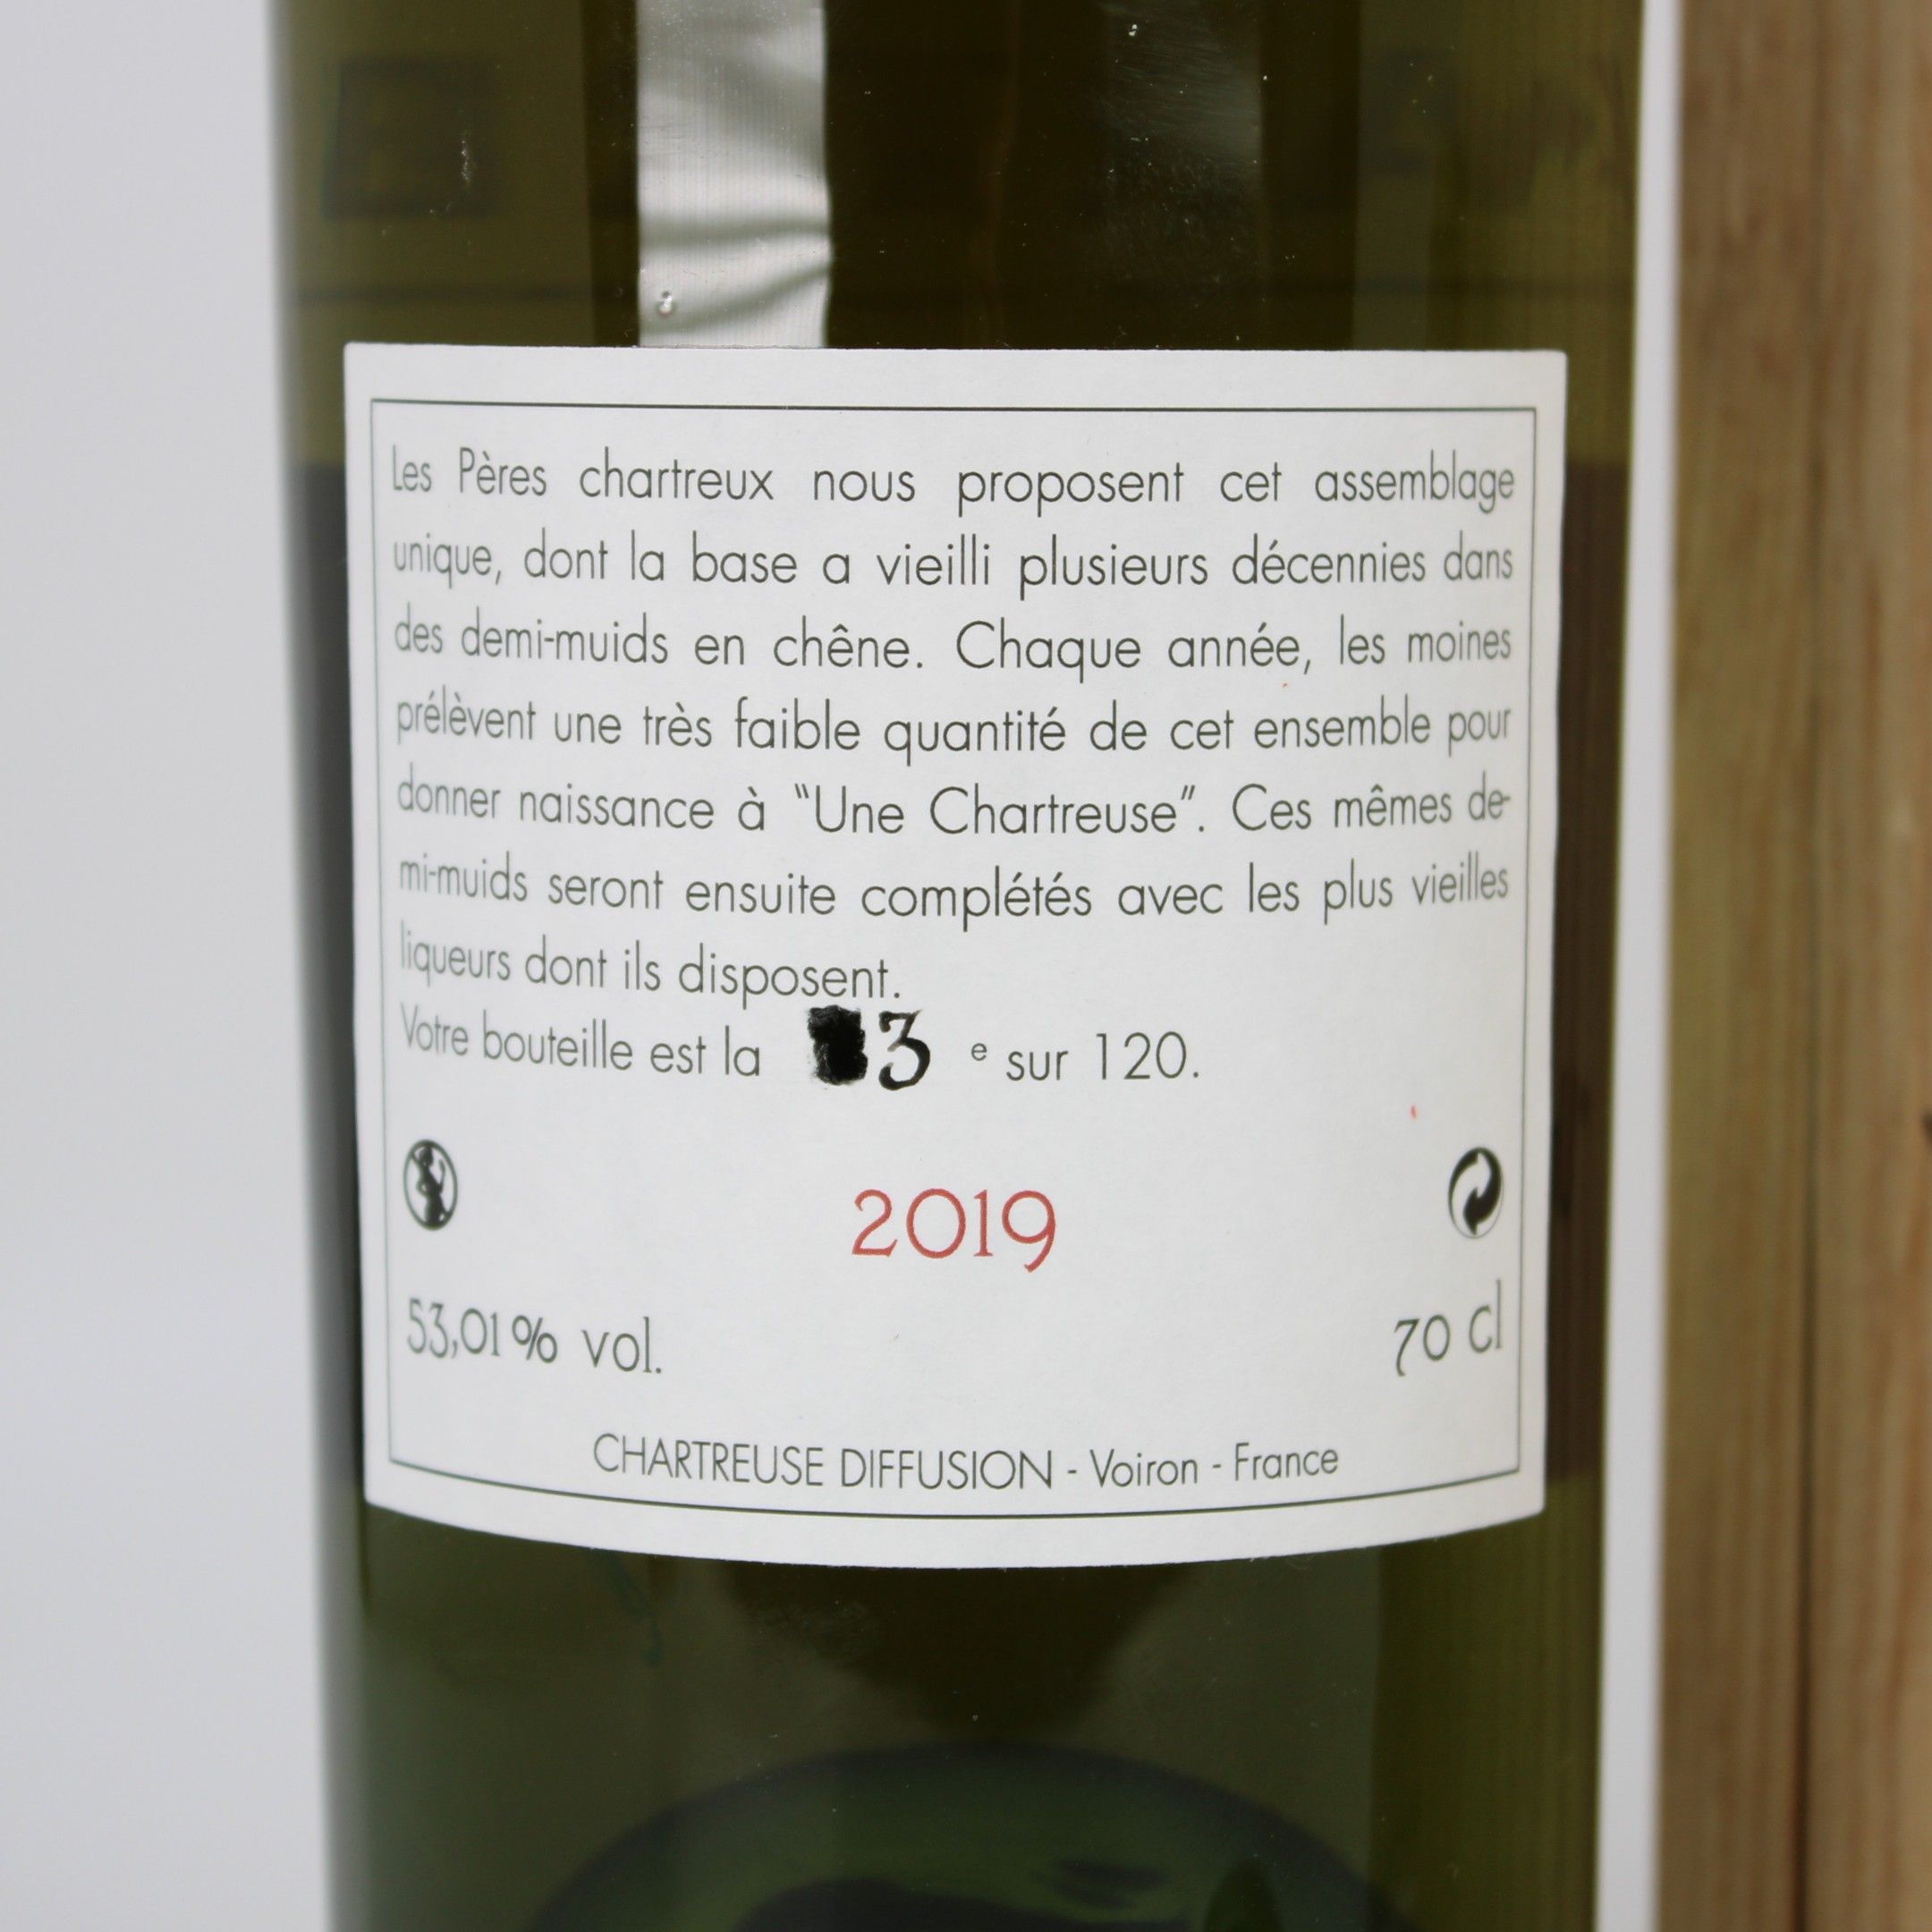 Les Pères chartreux nous proposent cet assemblage
unique, dont la base a vieilli plusieurs décennies dans
des demi-muids en chêne. Chaque année, les moines
prélèvent une très faible quantité de cet ensemble pour
donner naissance à "Une Chartreuse". Ces mêmes de-
mi-muids seront ensuite complétés avec les plus vieilles
liqueurs dont ils disposent.
Votre bouteille est la 3 e sur 120.
2019
53,01% vol.
70 cl
CHARTREUSE DIFFUSION - Voiron - France